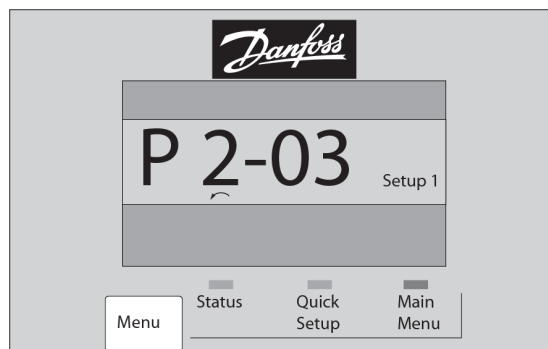 Danfoss
P 2-03
Setup 1
Status
Quick
Setup
Main
Menu
Menu